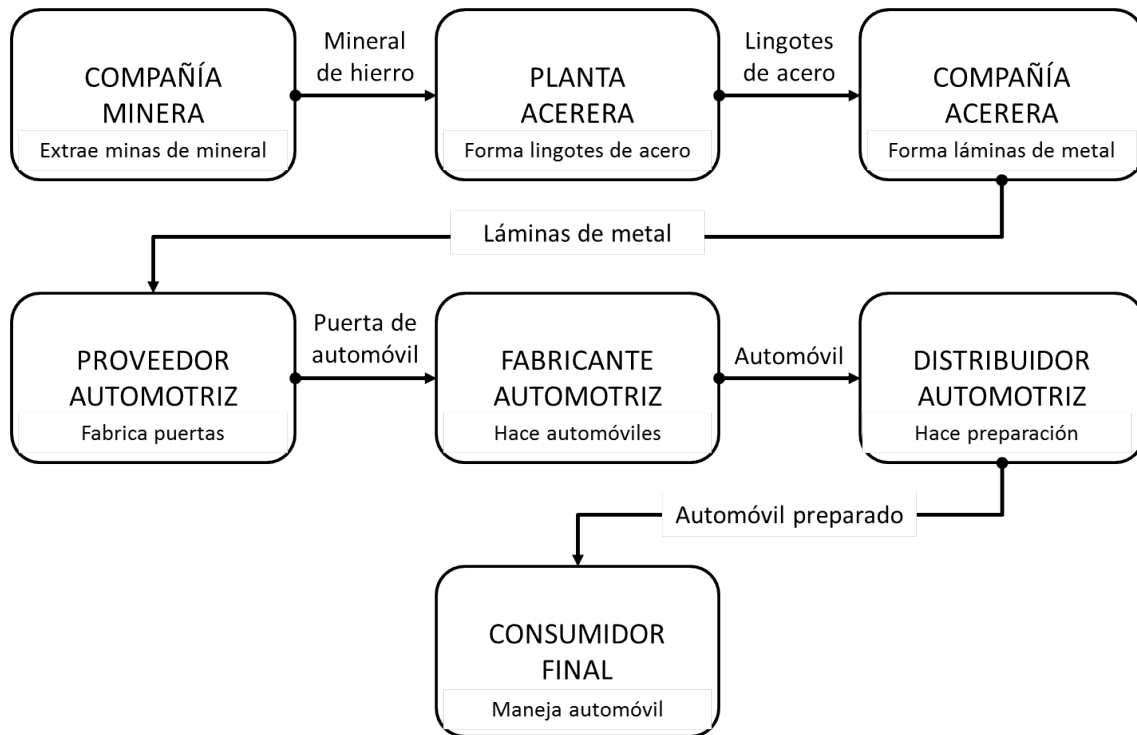 Mineral
de hierro
Lingotes
de acero
COMPAÑÍA
MINERA
Extrae minas de mineral
PLANTA
ACERERA
Forma lingotes de acero
COMPAÑÍA
ACERERA
Forma láminas de metal
Láminas de metal
Puerta de
automóvil
Automóvil
PROVEEDOR
AUTOMOTRIZ
Fabrica puertas
FABRICANTE
AUTOMOTRIZ
Hace automóviles
DISTRIBUIDOR
AUTOMOTRIZ
Hace preparación
Automóvil preparado
CONSUMIDOR
FINAL
Maneja automóvil